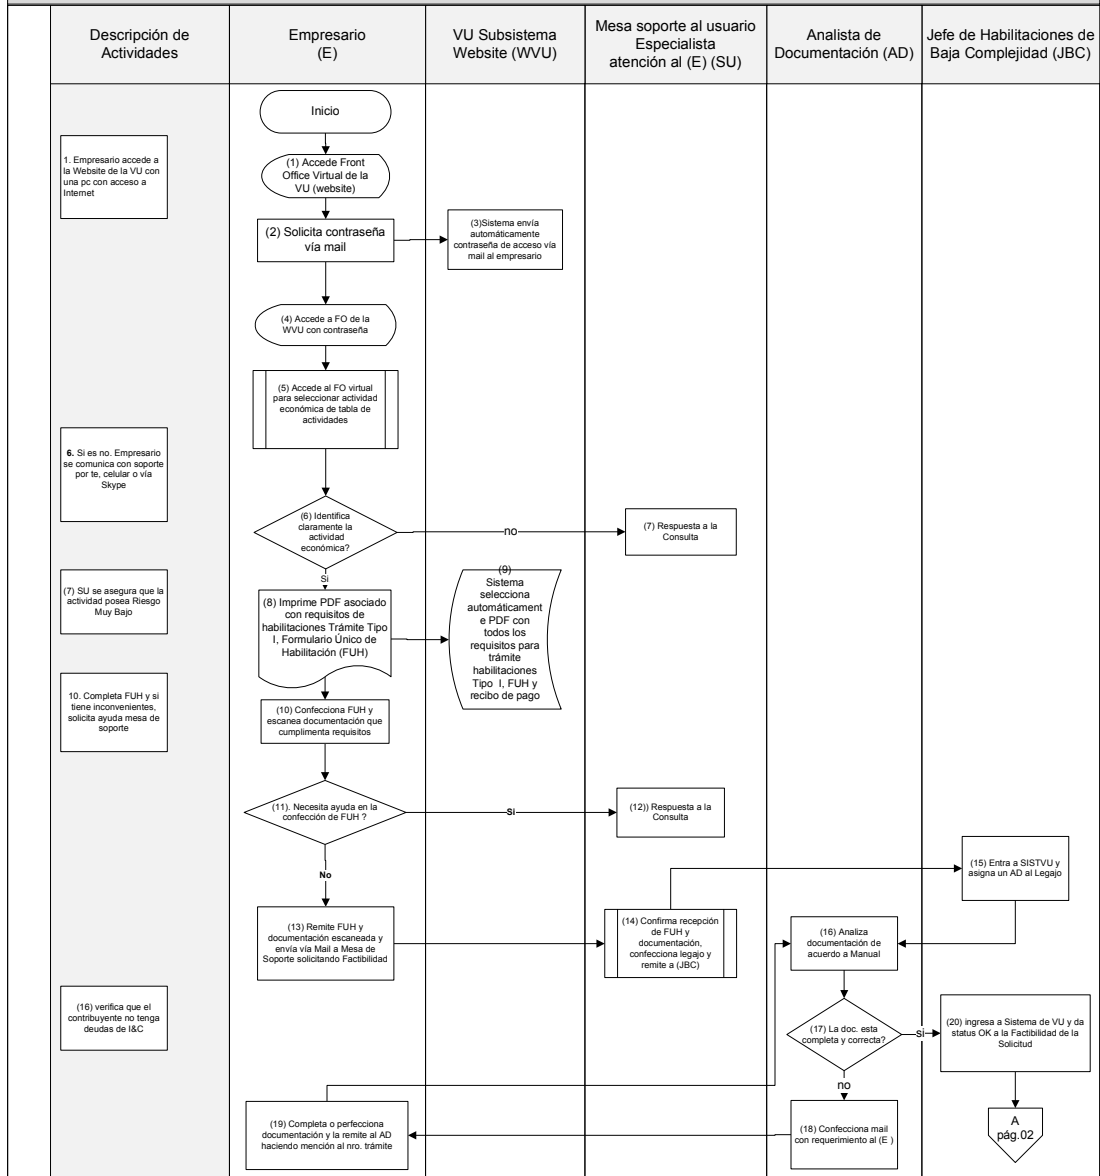 Descripción de
Actividades
Empresario
(E)
VU Subsistema
Website (WVU)
Mesa soporte al usuario
Especialista
atención al (E) (SU)
Analista de
Documentación (AD)
Jefe de Habilitaciones de
Baja Complejidad (JBC)
Inicio
1. Empresario accede a
la Website de la VU con
una pc con acceso a
Internet
(1) Accede Front
Office Virtual de la
VU (website)
(2) Solicita contraseña
vía mail
(3)Sistema envía
automáticamente
contraseña de acceso vía
mail al empresario
(4) Accede a FO de la
WVU con contraseña
(5) Accede al FO virtual
para seleccionar actividad
económica de tabla de
actividades
6. Si es no. Empresario
se comunica con soporte
por te, celular o vía
Skype
(6) Identifica
claramente la
actividad
económica?
no
(7) Respuesta a la
Consulta
Si
(7) SU se asegura que la
actividad posea Riesgo
Muy Bajo
(8) Imprime PDF asociado
con requisitos de
habilitaciones Trámite Tipo
I, Formulario Único de
Habilitación (FUH)
(9)
Sistema
selecciona
automáticament
e PDF con
todos los
requisitos para
trámite
habilitaciones
Tipo I, FUH y
recibo de pago
10. Completa FUH y si
tiene inconvenientes,
solicita ayuda mesa de
soporte
(10) Confecciona FUH y
escanea documentación que
cumplimenta requisitos
(11). Necesita ayuda en la
confección de FUH ?
Si
(12)) Respuesta a la
Consulta
No
(15) Entra a SISTVU y
asigna un AD al Legajo
(13) Remite FUH y
documentación escaneada y
envía vía Mail a Mesa de
Soporte solicitando Factibilidad
(14) Confirma recepción
de FUH y
documentación,
confecciona legajo y
remite a (JBC)
(16) Analiza
documentación de
acuerdo a Manual
(16) verifica que el
contribuyente no tenga
deudas de I&C
(17) La doc. esta
completa y correcta?
si
(20) ingresa a Sistema de VU y da
status OK a la Factibilidad de la
Solicitud
no
(19) Completa o perfecciona
documentación y la remite al AD
haciendo mención al nro. trámite
(18) Confecciona mail
con requerimiento al (E )
A
pág.02